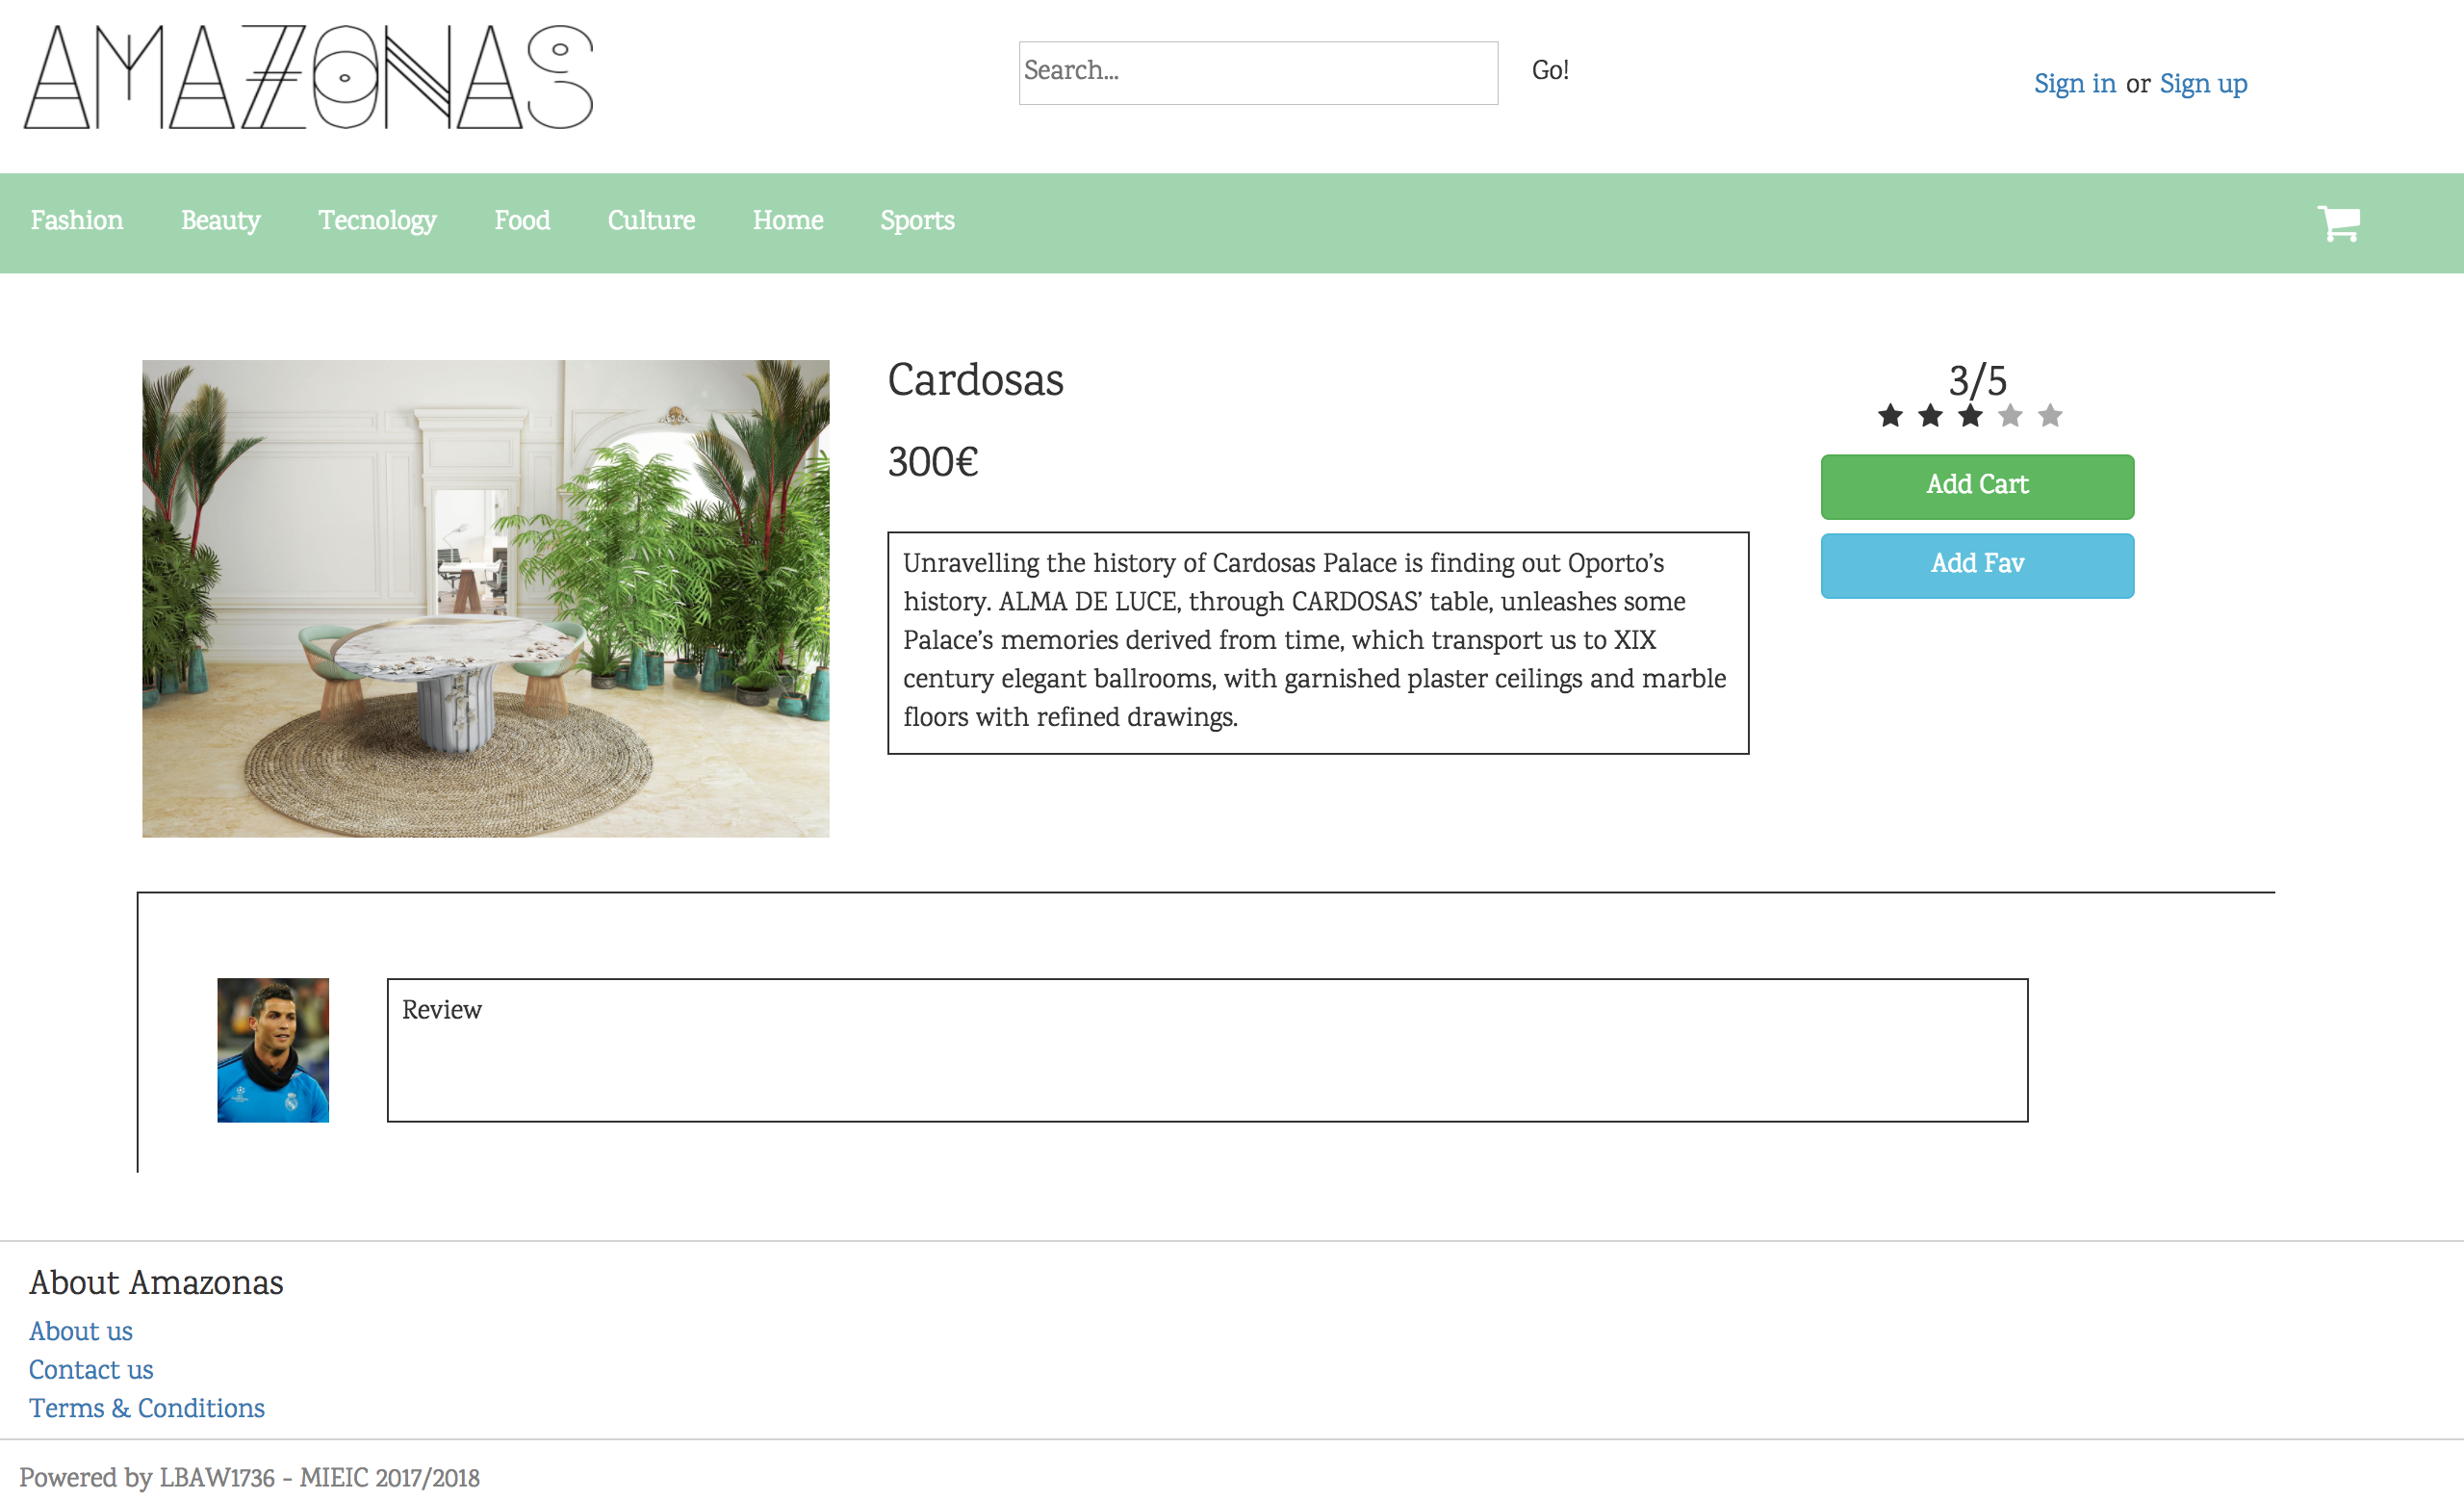 AMAZONAS
Search...
Go!
Sign in or Sign up
Fashion Beauty Tecnology Food Culture Home Sports
Cardosas
3/5
300€
Add Cart
Add Fav
Unravelling the history of Cardosas Palace is finding out Oporto’s
history. ALMA DE LUCE, through CARDOSAS’ table, unleashes some
Palace’s memories derived from time, which transport us to XIX
century elegant ballrooms, with garnished plaster ceilings and marble
floors with refined drawings.
Review
About Amazonas
About us
Contact us
Terms & Conditions
Powered by LBAW1736 - MIEIC 2017/2018